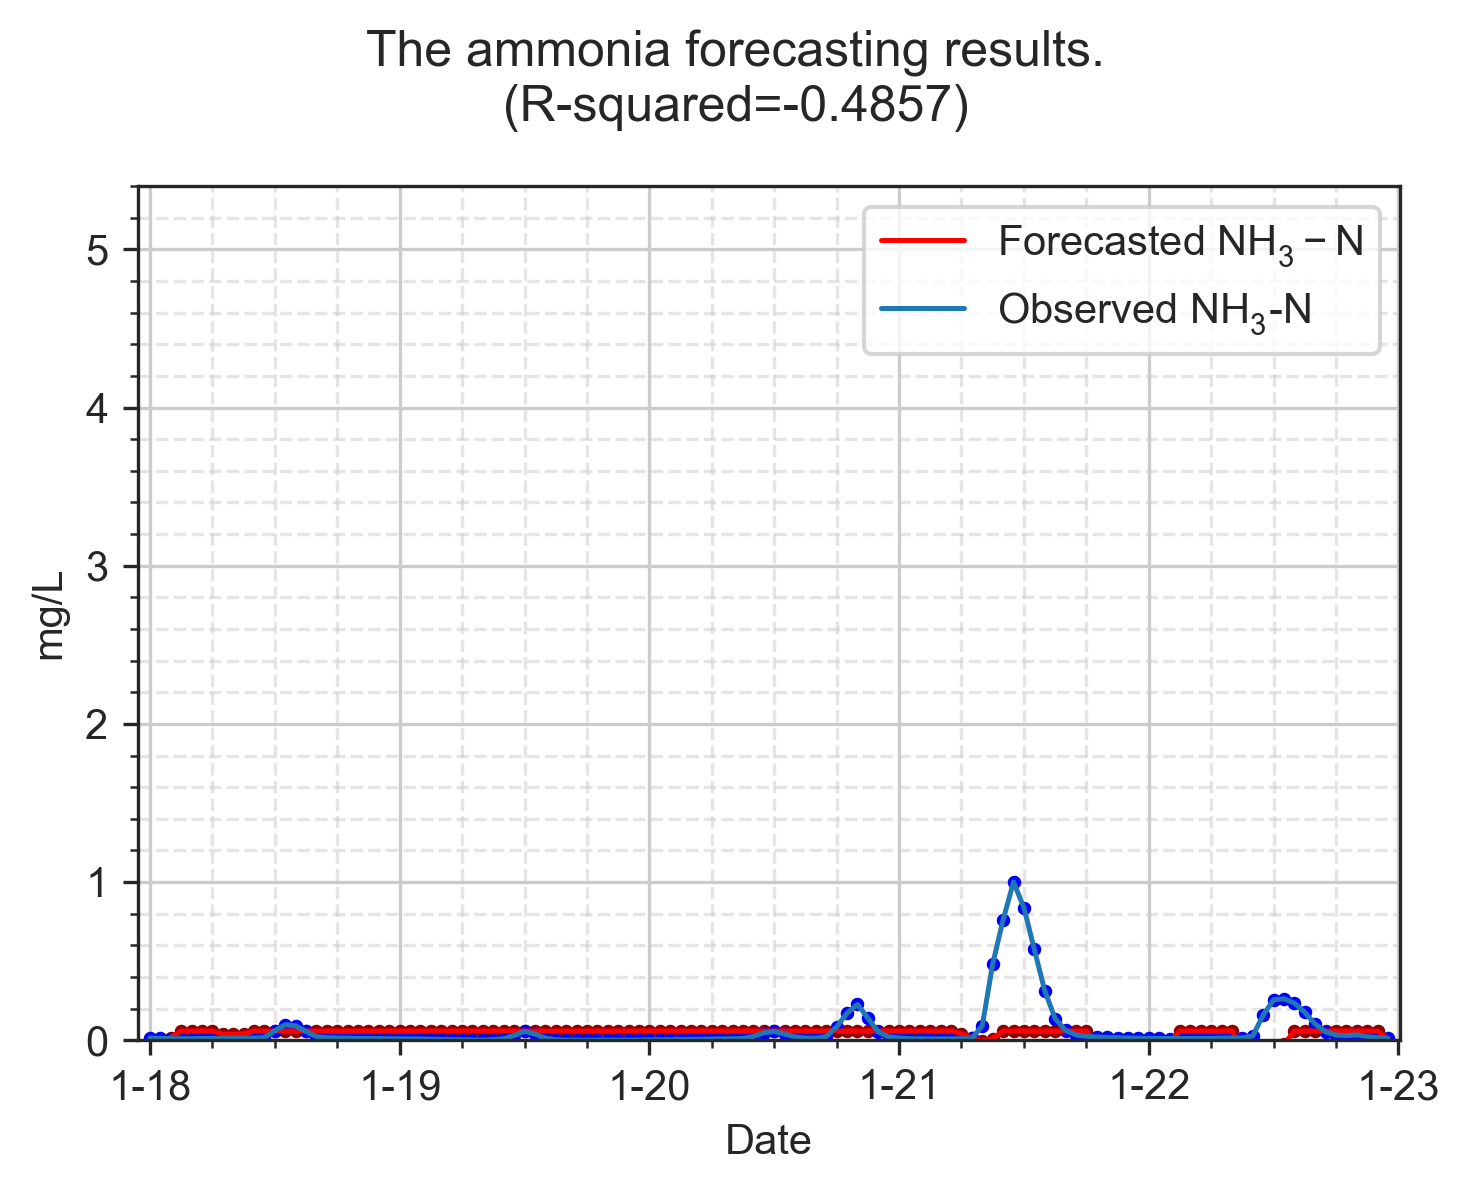 The ammonia forecasting results.
(R-squared=-0.4857)
Forecasted NH₃ − N
Observed NH₃-N
5
4
3
2
1
0
mg/L
1-18 1-19 1-20 1-21 1-22 1-23
Date